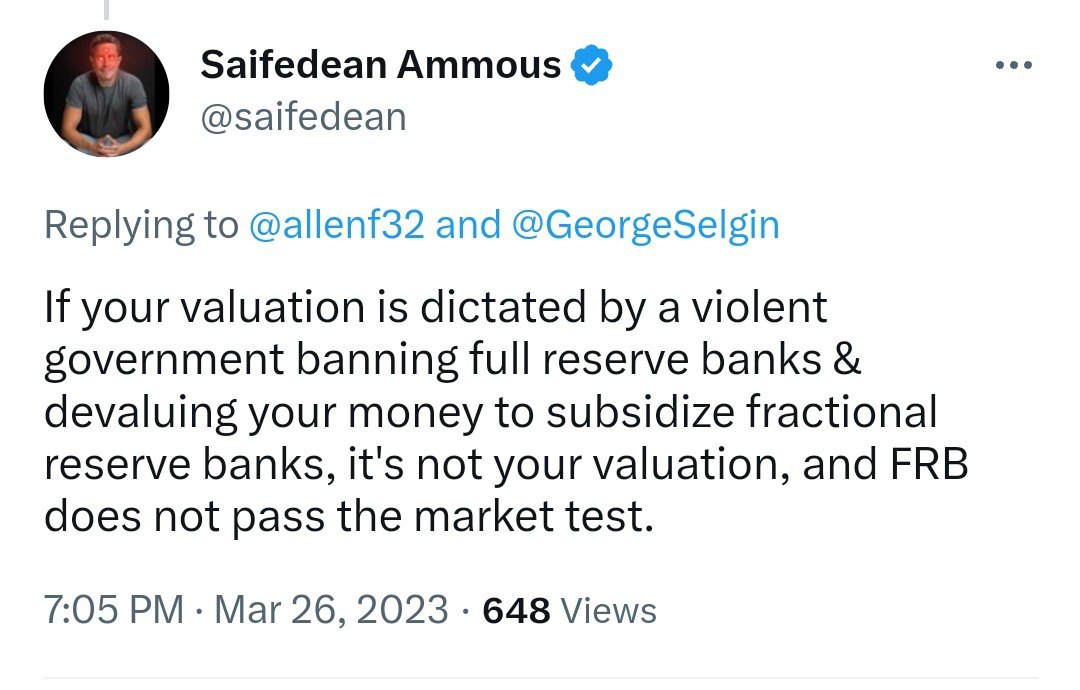 Saifedean Ammous
@saifedean
Replying to @allenf32 and @GeorgeSelgin
If your valuation is dictated by a violent
government banning full reserve banks &
devaluing your money to subsidize fractional
reserve banks, it's not your valuation, and FRB
does not pass the market test.
7:05 PM · Mar 26, 2023 · 648 Views